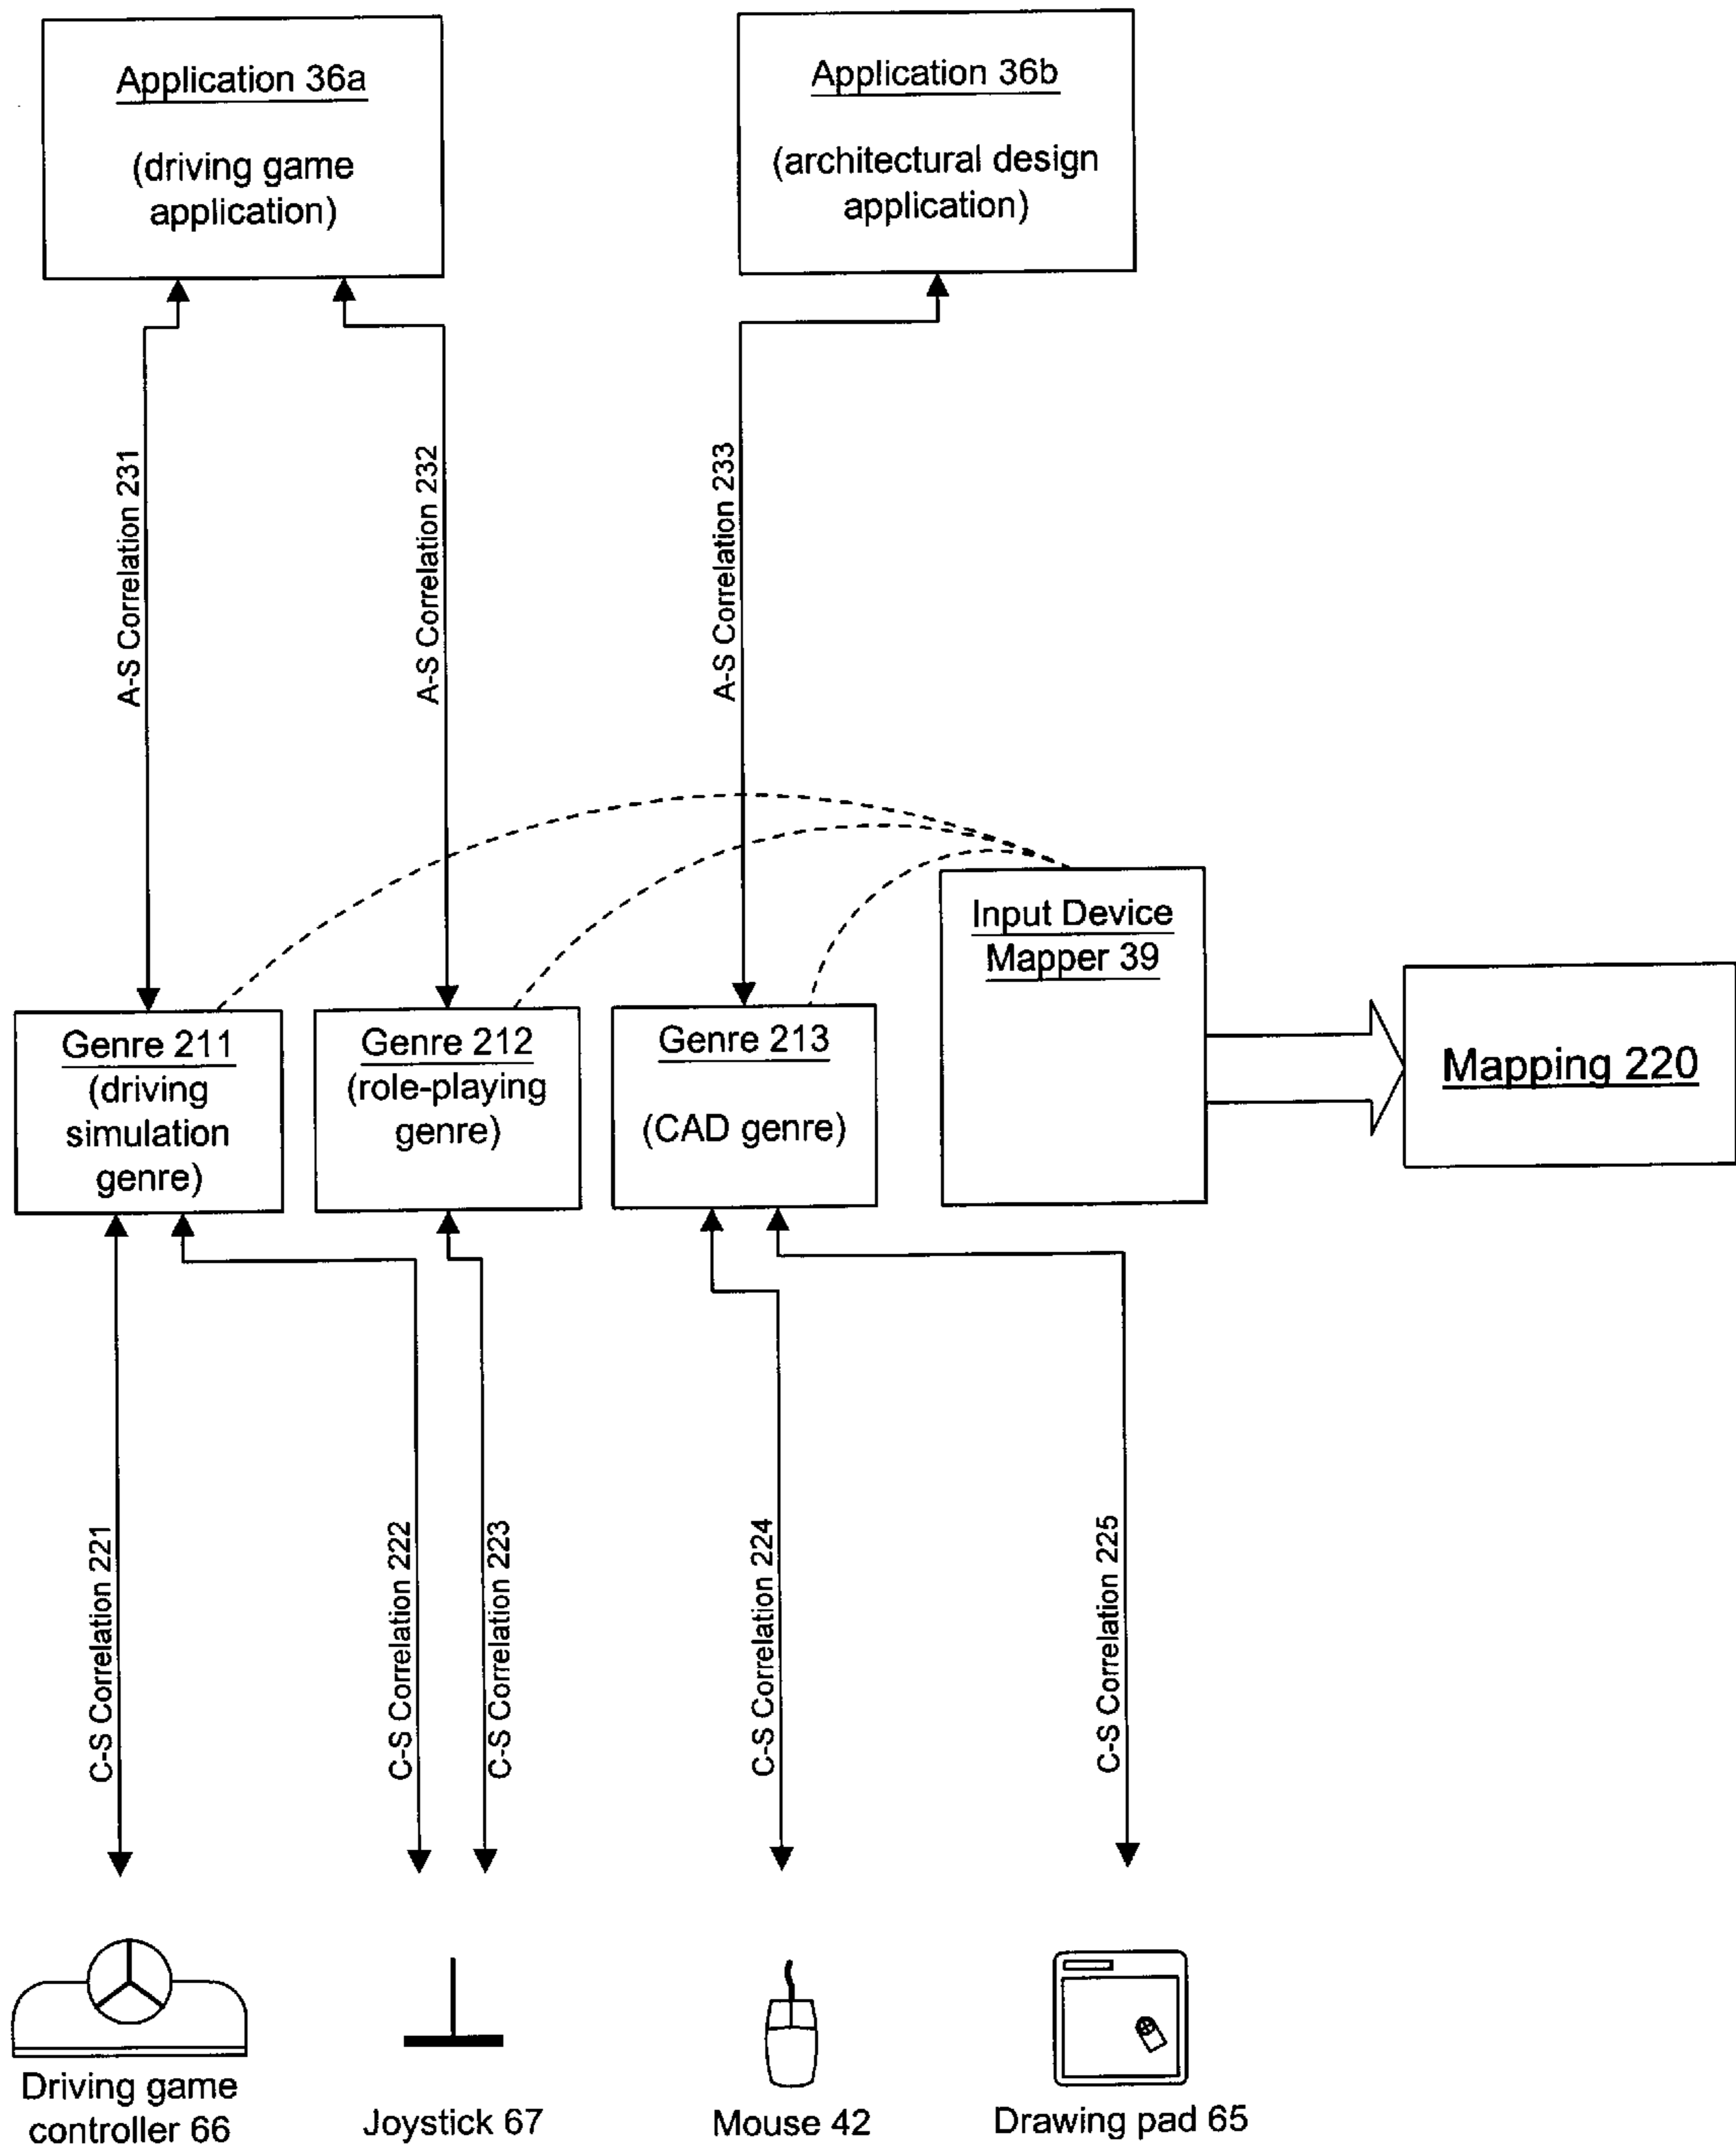 Application 36a
(driving game
application)
Application 36b
(architectural design
application)
A-S Correlation 231
A-S Correlation 232
A-S Correlation 233
Input Device
Mapper 39
Mapping 220
Genre 211
(driving
simulation
genre)
Genre 212
(role-playing
genre)
Genre 213
(CAD genre)
C-S Correlation 221
C-S Correlation 222
C-S Correlation 223
C-S Correlation 224
C-S Correlation 225
Driving game
controller 66
Joystick 67
Mouse 42
Drawing pad 65